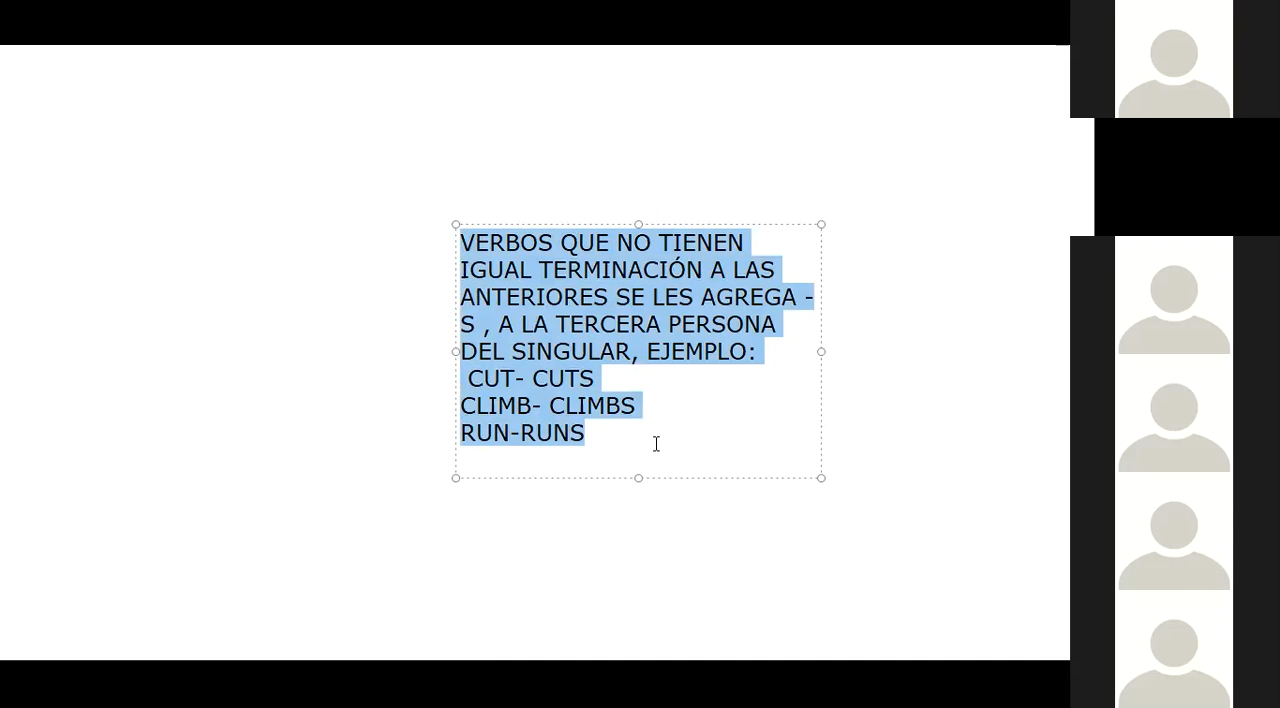 VERBOS QUE NO TIENEN
IGUAL TERMINACIÓN A LAS
ANTERIORES SE LES AGREGA -
S , A LA TERCERA PERSONA
DEL SINGULAR, EJEMPLO:
CUT- CUTS
CLIMB- CLIMBS
RUN-RUNS